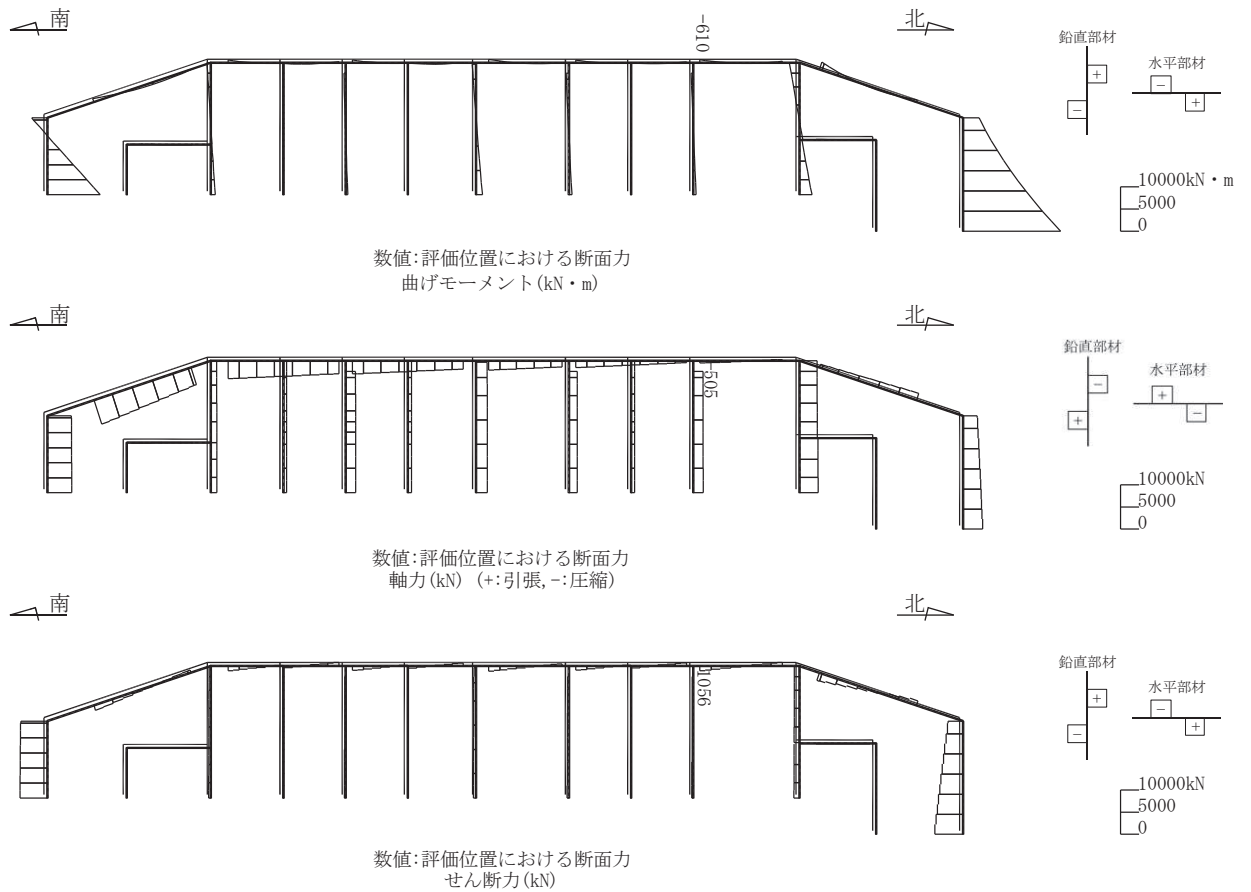 南
北
-610
鉛直部材
+
-
水平部材
-
+
10000kN・m
5000
0
数値:評価位置における断面力
曲げモーメント(kN・m)
南
北
-505
鉛直部材
-
+
水平部材
+
-
10000kN
5000
0
数値:評価位置における断面力
軸力(kN) (+:引張,-:圧縮)
南
北
1056
鉛直部材
+
-
水平部材
-
+
10000kN
5000
0
数値:評価位置における断面力
せん断力(kN)